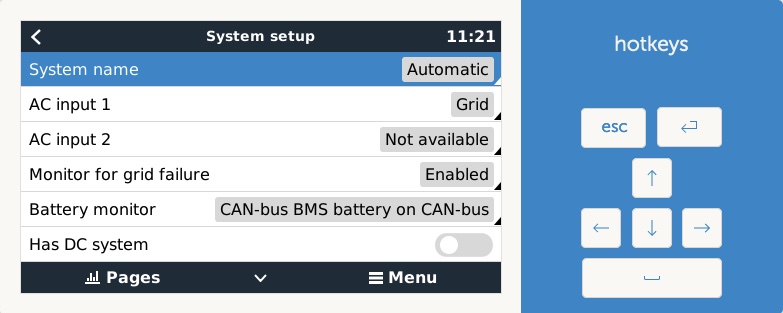 System setup 11:21
System name Automatic
AC input 1 Grid
AC input 2 Not available
Monitor for grid failure Enabled
Battery monitor CAN-bus BMS battery on CAN-bus
Has DC system
Pages Menu
hotkeys
esc